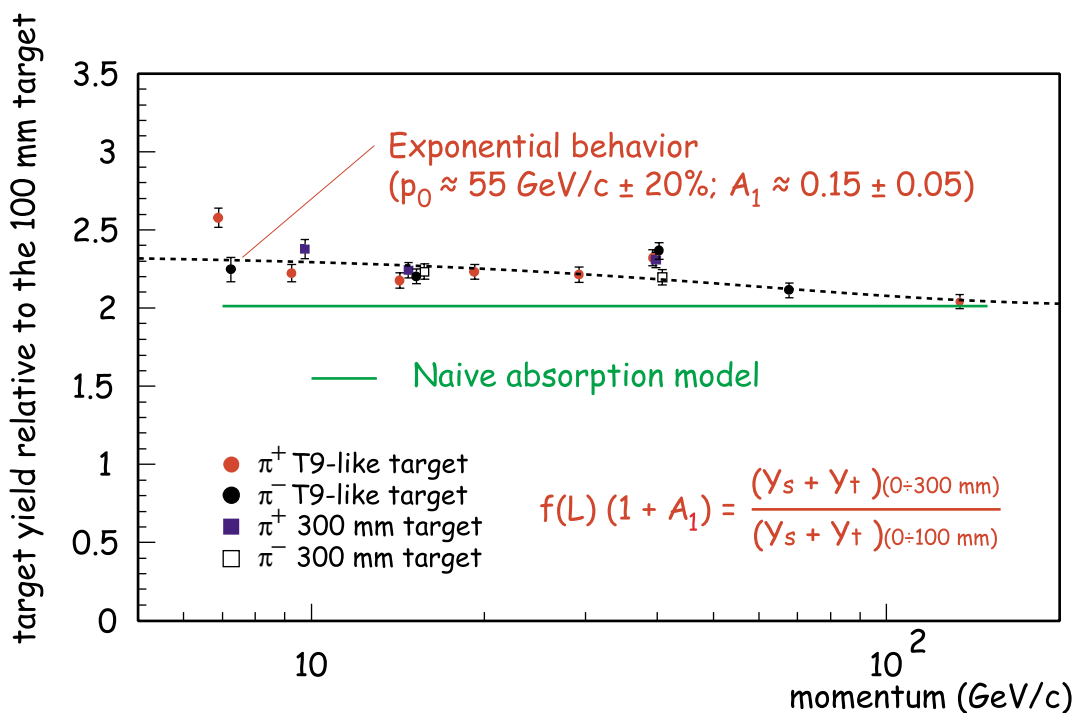 target yield relative to the 100 mm target
3.5
3
2.5
2
1.5
1
0.5
0
Exponential behavior
(p₀ ≈ 55 GeV/c ± 20%; A₁ ≈ 0.15 ± 0.05)
Naive absorption model
π⁺ T9-like target
π⁻ T9-like target
π⁺ 300 mm target
π⁻ 300 mm target
f(L) (1 + A₁) = (Ys + Yt )(0÷300 mm)
(Ys + Yt )(0÷100 mm)
10
10²
momentum (GeV/c)